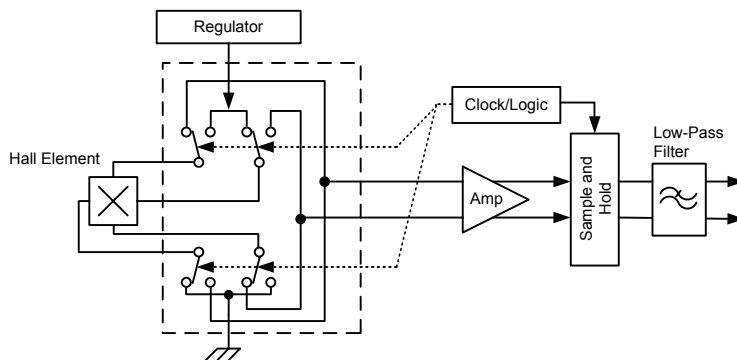 Regulator
Clock/Logic
Low-Pass
Filter
Hall Element
Amp
Sample and
Hold